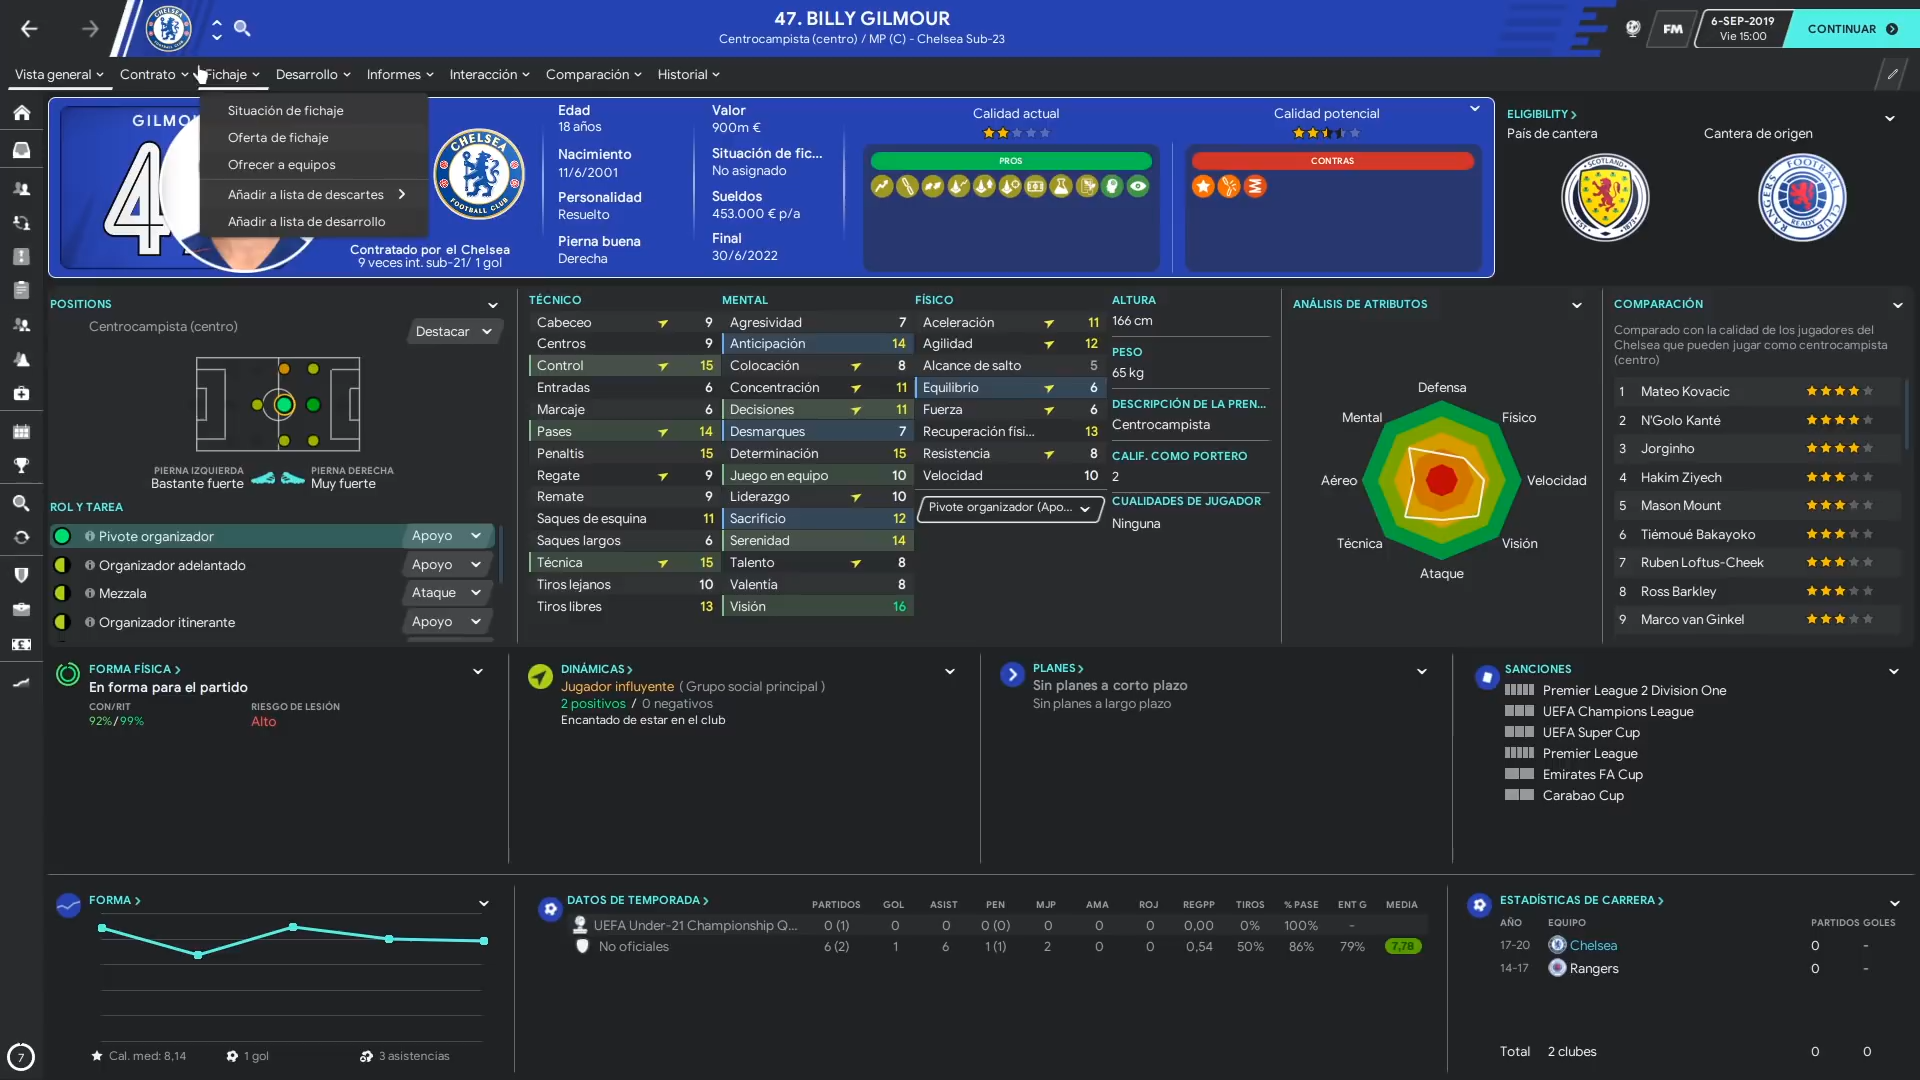 47. BILLY GILMOUR
Centrocampista (centro) / MP (C) - Chelsea Sub-23
FM
6-SEP-2019
Vie 15:00
CONTINUAR
Vista general
Contrato
Fichaje
Desarrollo
Informes
Interacción
Comparación
Historial
Situación de fichaje
Oferta de fichaje
Ofrecer a equipos
Añadir a lista de descartes
Añadir a lista de desarrollo
CHELSEA
FOOTBALL CLUB
Contratado por el Chelsea
9 veces int. sub-21/ 1 gol
Edad
18 años
Nacimiento
11/6/2001
Personalidad
Resuelto
Pierna buena
Derecha
Valor
900m €
Situación de fic...
No asignado
Sueldos
453.000 € p/a
Final
30/6/2022
Calidad actual
PROS
Calidad potencial
CONTRAS
ELIGIBILITY
País de cantera
Cantera de origen
SCOTLAND
EST 1873
RANGERS FOOTBALL CLUB
READY
POSITIONS
Centrocampista (centro)
Destacar
PIERNA IZQUIERDA
Bastante fuerte
PIERNA DERECHA
Muy fuerte
ROL Y TAREA
Pivote organizador Apoyo
Organizador adelantado Apoyo
Mezzala Ataque
Organizador itinerante Apoyo
TÉCNICO
Cabeceo 9
Centros 9
Control 15
Entradas 6
Marcaje 6
Pases 14
Penaltis 15
Regate 9
Remate 9
Saques de esquina 11
Saques largos 6
Técnica 15
Tiros lejanos 10
Tiros libres 13
MENTAL
Agresividad 7
Anticipación 14
Colocación 8
Concentración 11
Decisiones 11
Desmarques 7
Determinación 15
Juego en equipo 10
Liderazgo 10
Sacrificio 12
Serenidad 14
Talento 8
Valentía 8
Visión 16
FÍSICO
Aceleración 11
Agilidad 12
Alcance de salto 5
Equilibrio 6
Fuerza 6
Recuperación físi... 13
Resistencia 8
Velocidad 10
Pivote organizador (Apo...
ALTURA
166 cm
PESO
65 kg
DESCRIPCIÓN DE LA PREN...
Centrocampista
CALIF. COMO PORTERO
2
CUALIDADES DE JUGADOR
Ninguna
ANÁLISIS DE ATRIBUTOS
Defensa
Mental
Físico
Aéreo
Velocidad
Técnica
Visión
Ataque
COMPARACIÓN
Comparado con la calidad de los jugadores del
Chelsea que pueden jugar como centrocampista
(centro)
1 Mateo Kovacic
2 N'Golo Kanté
3 Jorginho
4 Hakim Ziyech
5 Mason Mount
6 Tiémoué Bakayoko
7 Ruben Loftus-Cheek
8 Ross Barkley
9 Marco van Ginkel
FORMA FÍSICA
En forma para el partido
CON/RIT
92%/99%
RIESGO DE LESIÓN
Alto
DINÁMICAS
Jugador influyente ( Grupo social principal )
2 positivos / 0 negativos
Encantado de estar en el club
PLANES
Sin planes a corto plazo
Sin planes a largo plazo
SANCIONES
Premier League 2 Division One
UEFA Champions League
UEFA Super Cup
Premier League
Emirates FA Cup
Carabao Cup
FORMA
Cal. med: 8,14
1 gol
3 asistencias
DATOS DE TEMPORADA PARTIDOS GOL ASIST PEN MJP AMA ROJ REGPP TIROS % PASE ENT G MEDIA
UEFA Under-21 Championship Q... 0 (1) 0 0 0 (0) 0 0 0 0,00 0% 100% -
No oficiales 6 (2) 1 6 1 (1) 2 0 0 0,54 50% 86% 79% 7,78
ESTADÍSTICAS DE CARRERA
AÑO EQUIPO PARTIDOS GOLES
17-20 Chelsea 0 -
14-17 Rangers 0 -
Total 2 clubes 0 0
7